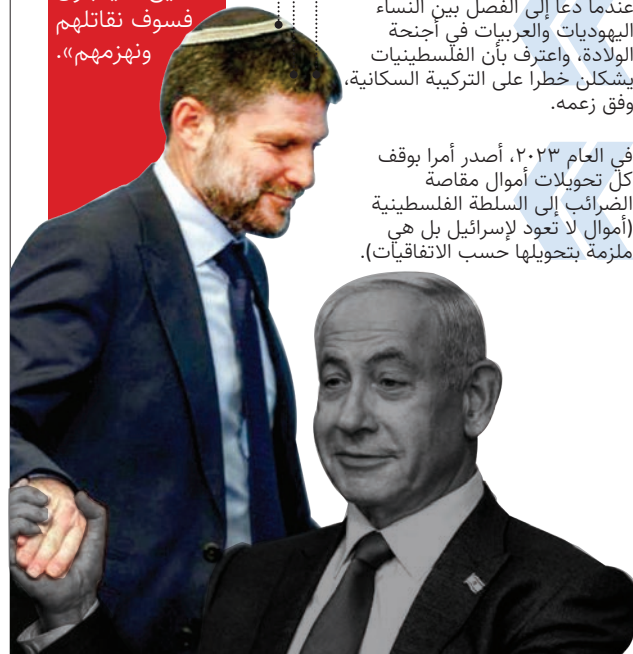 فسوف نقاتلهم
ونهزمهم».
عندما دعا إلى الفصل بين النساء
اليهوديات والعربيات في أجنحة
الولادة، واعترف بأن الفلسطينيات
يشكلن خطرا على التركيبة السكانية،
وفق زعمه.
في العام ٢٠٢٣، أصدر أمرا بوقف
كل تحويلات أموال مقاصة
الضرائب إلى السلطة الفلسطينية
(أموال لا تعود لإسرائيل بل هي
ملزمة بتحويلها حسب الاتفاقيات).